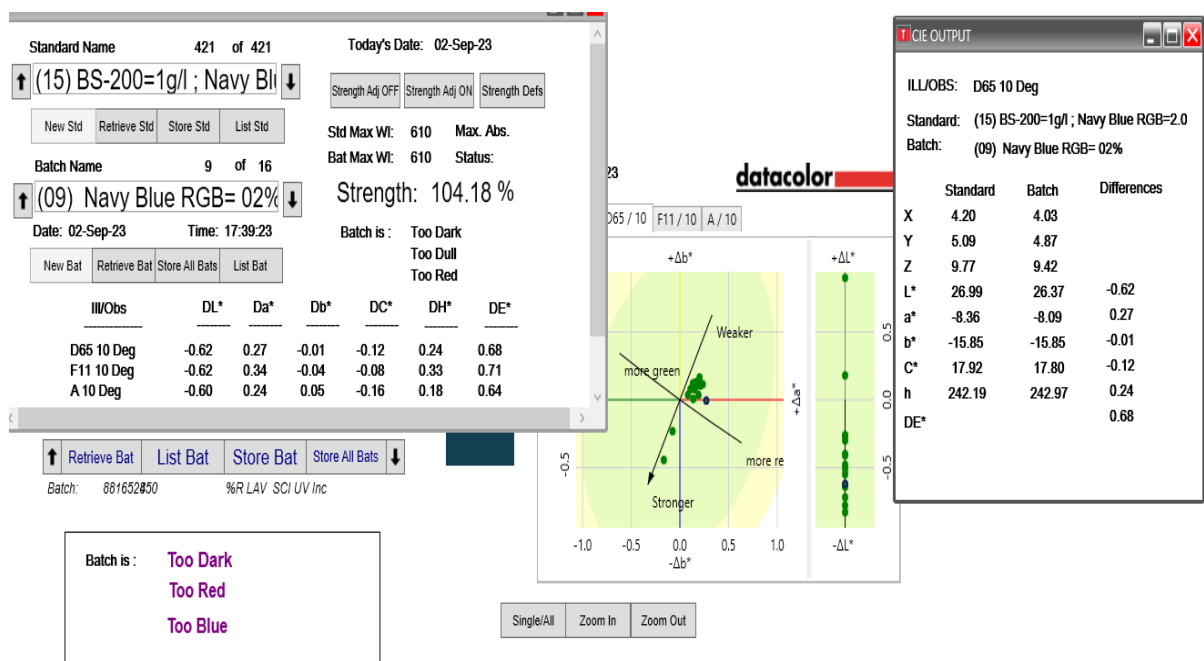 Standard Name 421 of 421
(15) BS-200=1g/l ; Navy Bl
New Std Retrieve Std Store Std List Std
Batch Name 9 of 16
(09) Navy Blue RGB= 02%
Date: 02-Sep-23 Time: 17:39:23
New Bat Retrieve Bat Store All Bats List Bat
Today's Date: 02-Sep-23
Strength Adj OFF Strength Adj ON Strength Defs
Std Max WI: 610 Max. Abs.
Bat Max WI: 610 Status:
Strength: 104.18 %
Batch is : Too Dark
Too Dull
Too Red
Ill/Obs DL* Da* Db* DC* DH* DE*
D65 10 Deg -0.62 0.27 -0.01 -0.12 0.24 0.68
F11 10 Deg -0.62 0.34 -0.04 -0.08 0.33 0.71
A 10 Deg -0.60 0.24 0.05 -0.16 0.18 0.64
Retrieve Bat List Bat Store Bat Store All Bats
Batch: %R LAV SCI UV Inc
Batch is : Too Dark
Too Red
Too Blue
23
datacolor
D65 / 10 F11 / 10 A / 10
+Δb* +ΔL*
Weaker
more green
more re
Stronger
+Δa*
0.5
0.0
-0.5
-0.5
-1.0 -0.5 0.0 0.5 1.0
-Δb* -ΔL*
Single/All Zoom In Zoom Out
T CIE OUTPUT
ILL/OBS: D65 10 Deg
Standard: (15) BS-200=1g/l ; Navy Blue RGB=2.0
Batch: (09) Navy Blue RGB= 02%
Standard Batch Differences
X 4.20 4.03
Y 5.09 4.87
Z 9.77 9.42
L* 26.99 26.37 -0.62
a* -8.36 -8.09 0.27
b* -15.85 -15.85 -0.01
C* 17.92 17.80 -0.12
h 242.19 242.97 0.24
DE* 0.68